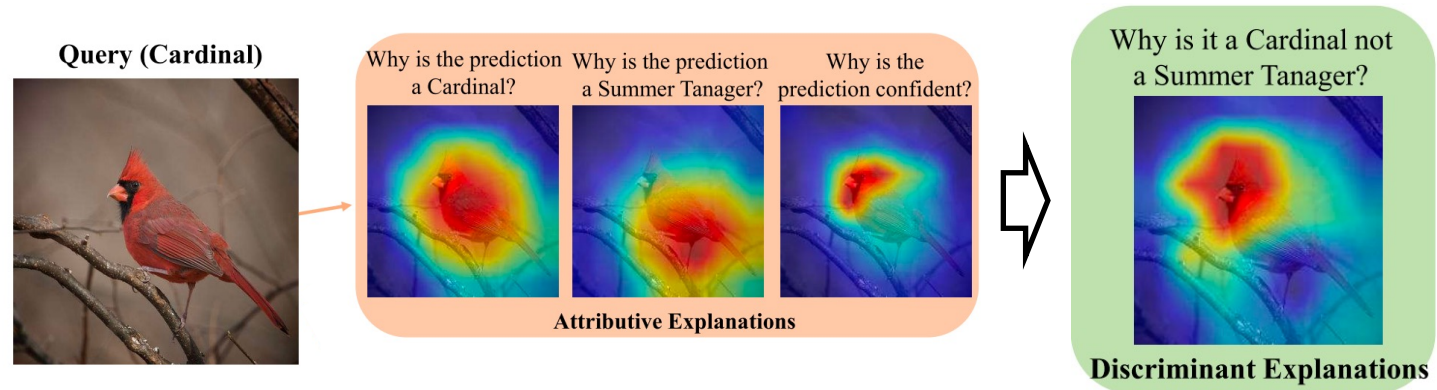 Query (Cardinal)
Why is the prediction
a Cardinal?
Why is the prediction
a Summer Tanager?
Why is the
prediction confident?
Attributive Explanations
Why is it a Cardinal not
a Summer Tanager?
Discriminant Explanations